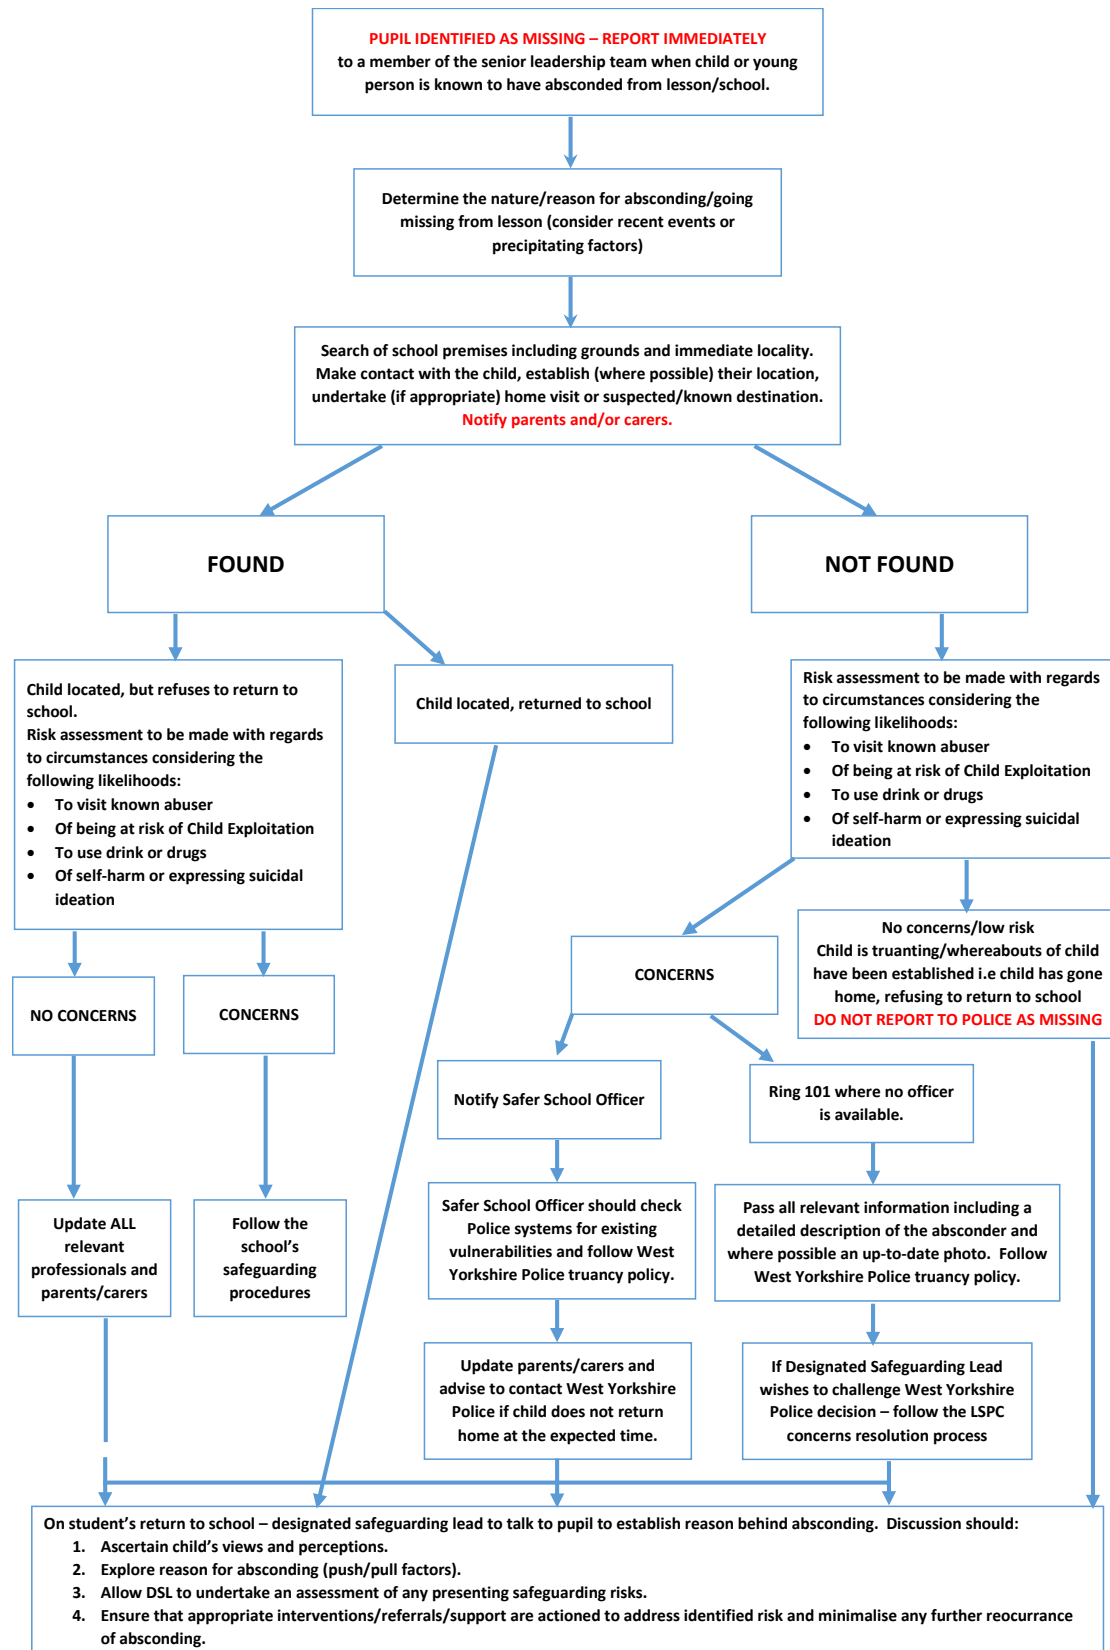 PUPIL IDENTIFIED AS MISSING – REPORT IMMEDIATELY
to a member of the senior leadership team when child or young
person is known to have absconded from lesson/school.
Determine the nature/reason for absconding/going
missing from lesson (consider recent events or
precipitating factors)
Search of school premises including grounds and immediate locality.
Make contact with the child, establish (where possible) their location,
undertake (if appropriate) home visit or suspected/known destination.
Notify parents and/or carers.
FOUND
NOT FOUND
Child located, but refuses to return to
school.
Risk assessment to be made with regards
to circumstances considering the
following likelihoods:
• To visit known abuser
• Of being at risk of Child Exploitation
• To use drink or drugs
• Of self-harm or expressing suicidal
ideation
Child located, returned to school
Risk assessment to be made with regards
to circumstances considering the
following likelihoods:
• To visit known abuser
• Of being at risk of Child Exploitation
• To use drink or drugs
• Of self-harm or expressing suicidal
ideation
NO CONCERNS
CONCERNS
CONCERNS
No concerns/low risk
Child is truanting/whereabouts of child
have been established i.e child has gone
home, refusing to return to school
DO NOT REPORT TO POLICE AS MISSING
Notify Safer School Officer
Ring 101 where no officer
is available.
Update ALL
relevant
professionals and
parents/carers
Follow the
school's
safeguarding
procedures
Safer School Officer should check
Police systems for existing
vulnerabilities and follow West
Yorkshire Police truancy policy.
Pass all relevant information including a
detailed description of the absconder and
where possible an up-to-date photo.  Follow
West Yorkshire Police truancy policy.
Update parents/carers and
advise to contact West Yorkshire
Police if child does not return
home at the expected time.
If Designated Safeguarding Lead
wishes to challenge West Yorkshire
Police decision – follow the LSPC
concerns resolution process
On student's return to school – designated safeguarding lead to talk to pupil to establish reason behind absconding.  Discussion should:
1. Ascertain child's views and perceptions.
2. Explore reason for absconding (push/pull factors).
3. Allow DSL to undertake an assessment of any presenting safeguarding risks.
4. Ensure that appropriate interventions/referrals/support are actioned to address identified risk and minimalise any further reocurrance
of absconding.